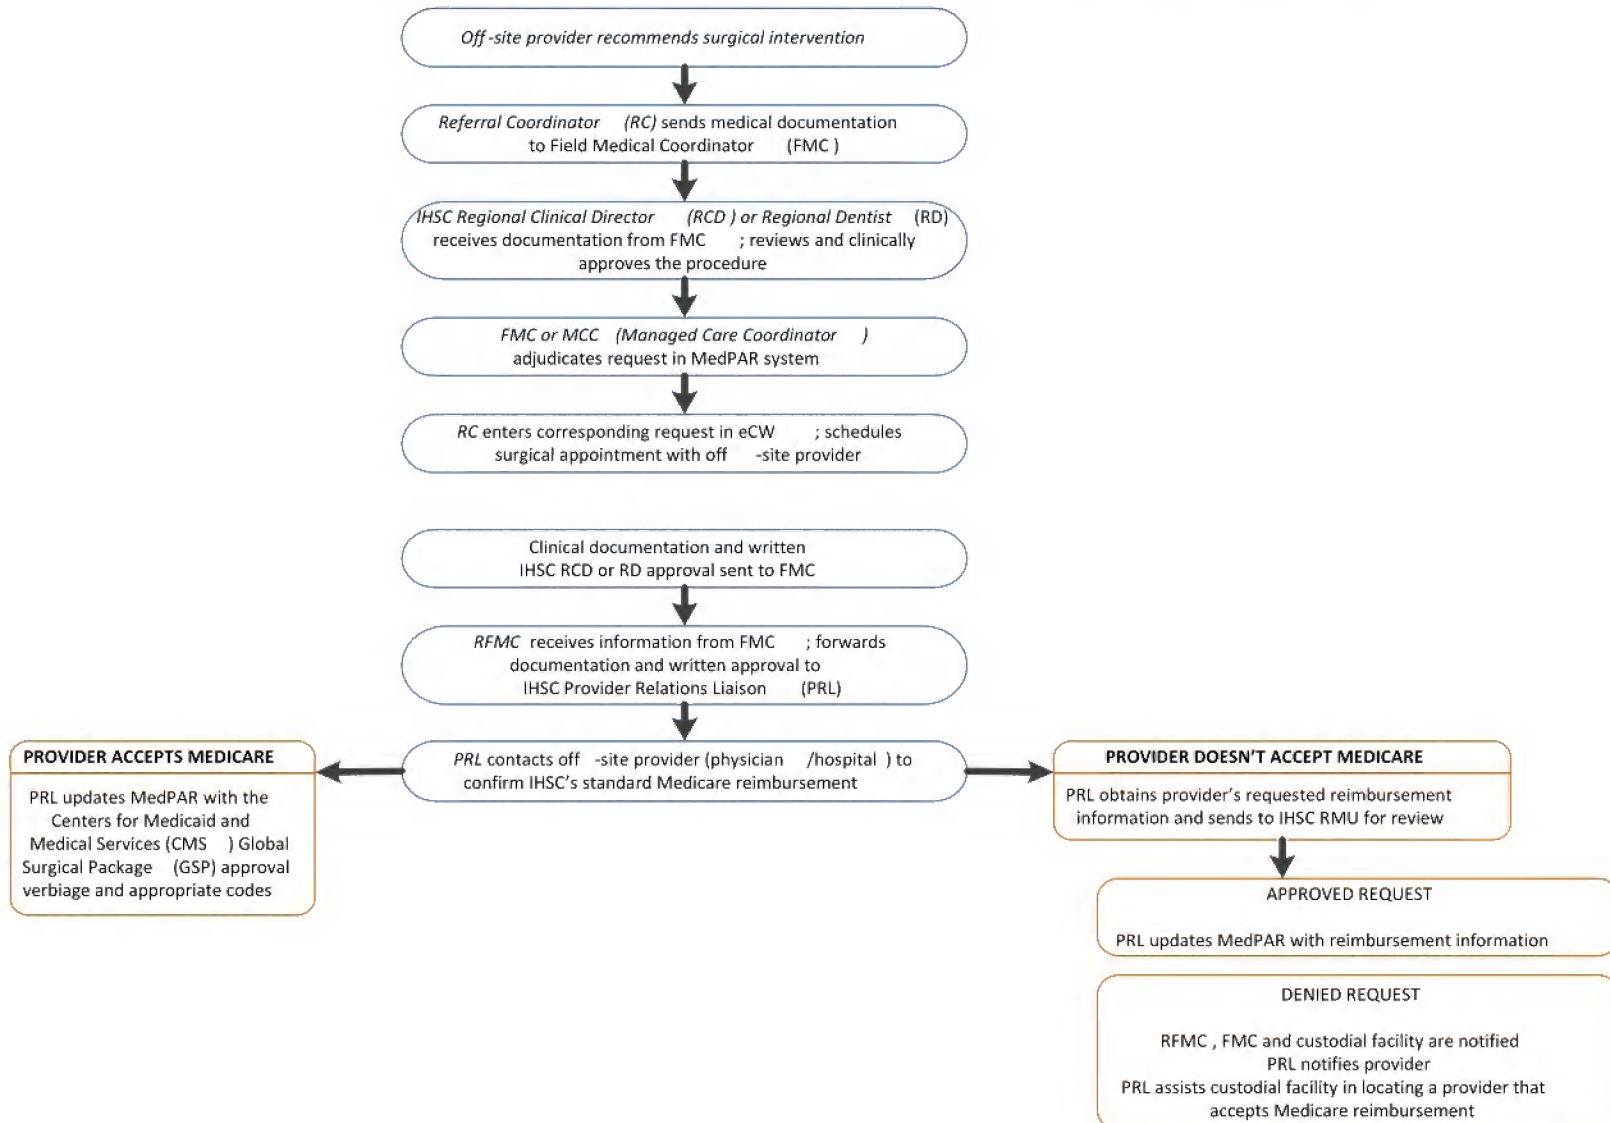 Off-site provider recommends surgical intervention
Referral Coordinator (RC) sends medical documentation
to Field Medical Coordinator (FMC)
IHSC Regional Clinical Director (RCD) or Regional Dentist (RD)
receives documentation from FMC ; reviews and clinically
approves the procedure
FMC or MCC (Managed Care Coordinator )
adjudicates request in MedPAR system
RC enters corresponding request in eCW ; schedules
surgical appointment with off -site provider
Clinical documentation and written
IHSC RCD or RD approval sent to FMC
RFMC receives information from FMC ; forwards
documentation and written approval to
IHSC Provider Relations Liaison (PRL)
PRL contacts off -site provider (physician /hospital ) to
confirm IHSC's standard Medicare reimbursement
PROVIDER ACCEPTS MEDICARE
PRL updates MedPAR with the
Centers for Medicaid and
Medical Services (CMS ) Global
Surgical Package (GSP) approval
verbiage and appropriate codes
PROVIDER DOESN'T ACCEPT MEDICARE
PRL obtains provider's requested reimbursement
information and sends to IHSC RMU for review
APPROVED REQUEST
PRL updates MedPAR with reimbursement information
DENIED REQUEST
RFMC , FMC and custodial facility are notified
PRL notifies provider
PRL assists custodial facility in locating a provider that
accepts Medicare reimbursement